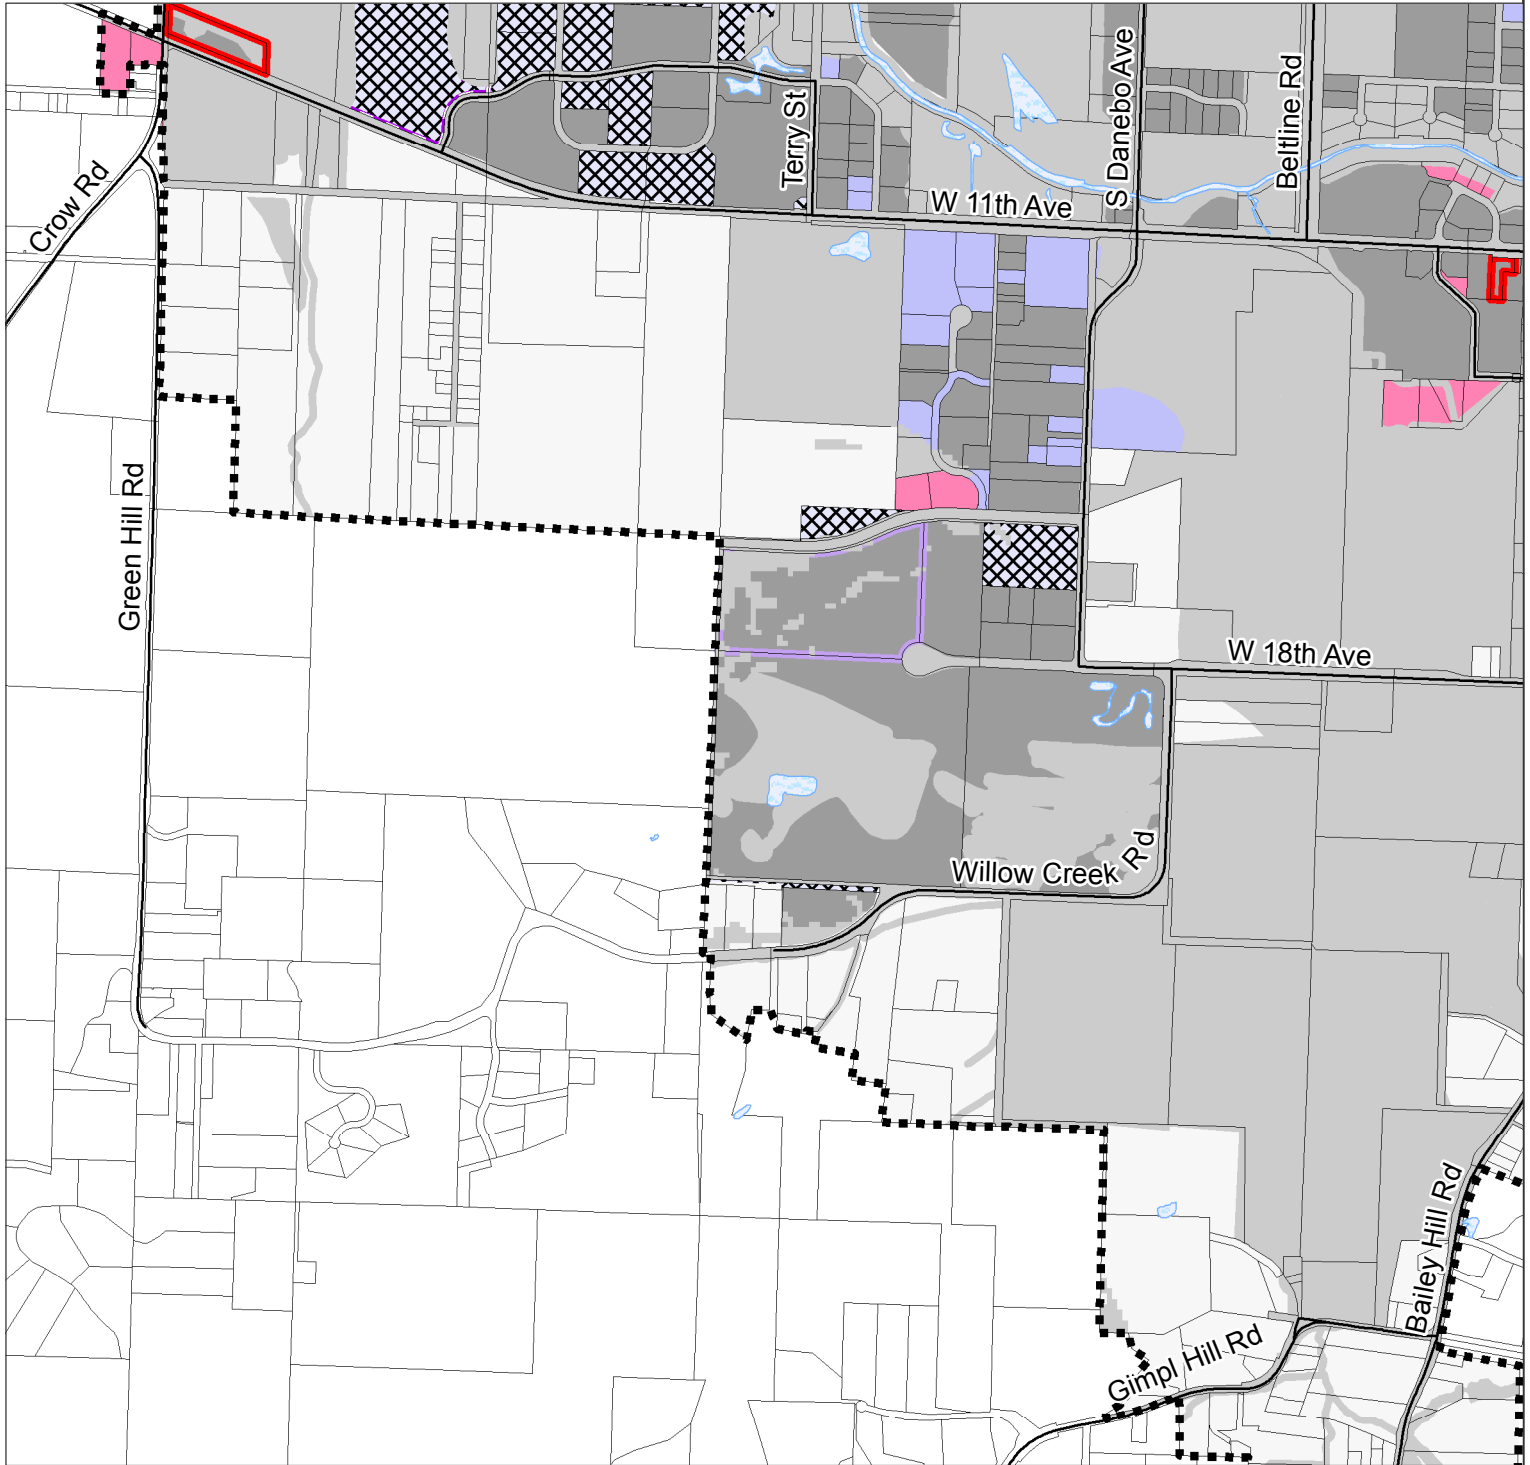 S Danebo Ave
Beltline Rd
Terry St
Crow Rd
W 11th Ave
Green Hill Rd
W 18th Ave
Willow Creek Rd
Bailey Hill Rd
Gimpl Hill Rd